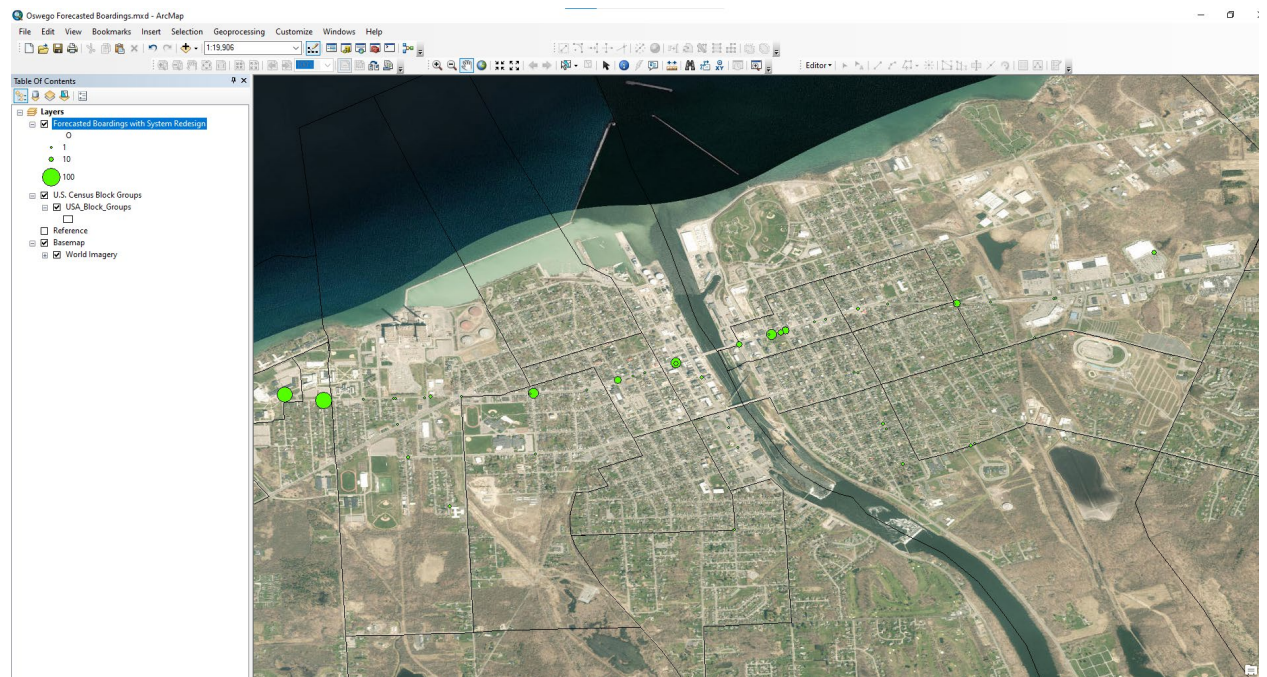 Oswego Forecasted Boardings.mxd - ArcMap
File Edit View Bookmarks Insert Selection Geoprocessing Customize Windows Help
1:19,906
Editor
Table Of Contents
Layers
Forecasted Boardings with System Redesign
0
1
10
100
U.S. Census Block Groups
USA_Block_Groups
Reference
Basemap
World Imagery